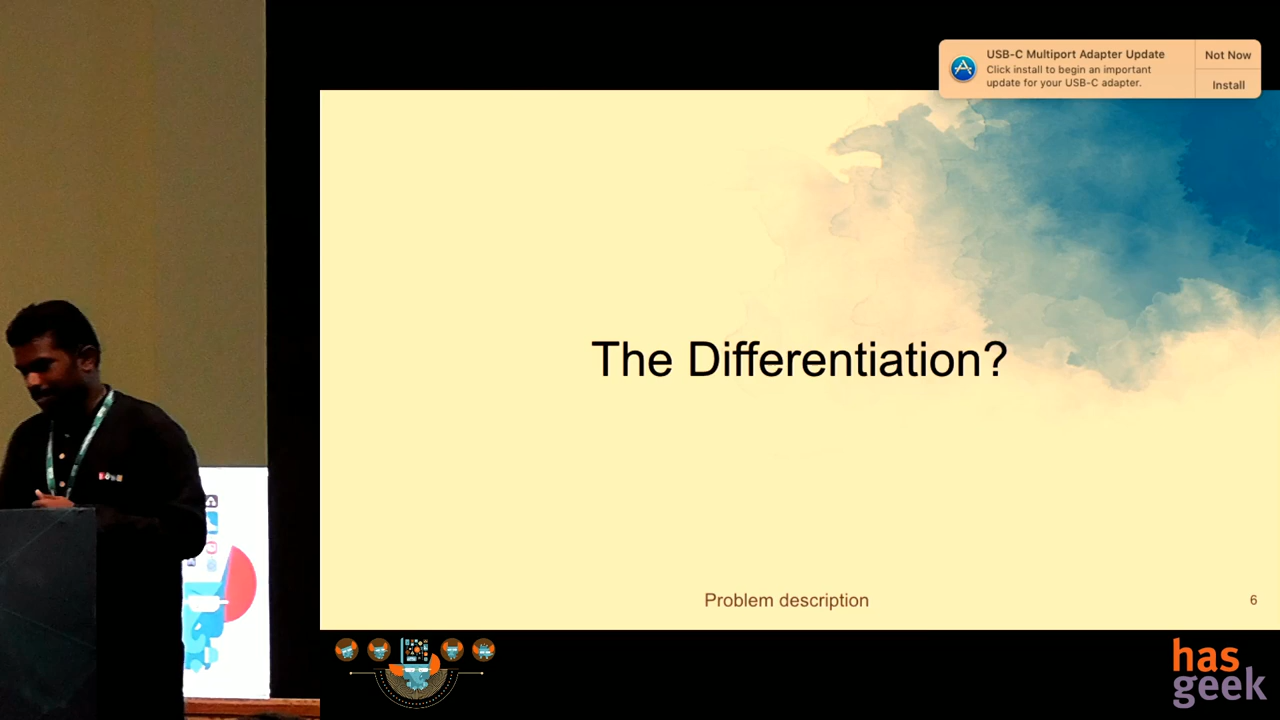 USB-C Multiport Adapter Update
Click install to begin an important
update for your USB-C adapter.
Not Now
Install
The Differentiation?
Problem description
6
has
geek